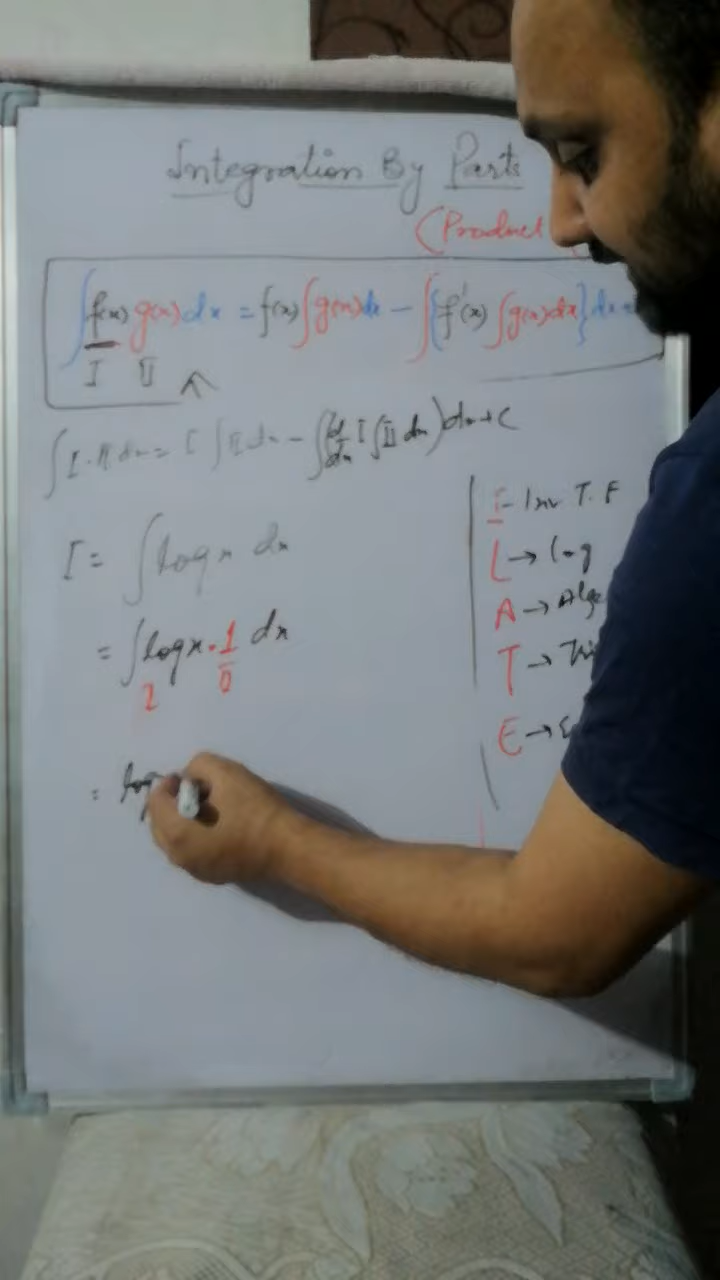 Integration By Parts
(Product
∫f(x) g(x) dx = f(x) ∫g(x) dx - ∫{f'(x) ∫g(x) dx} dx +
I II
∫I · II dx = I ∫II dx - ∫(d/dx I ∫II dx) dx + C
I = ∫log x dx
= ∫log x · 1 dx
I II
= log
I - Inv T. F
L → Log
A → Alge
T → Tri
E →